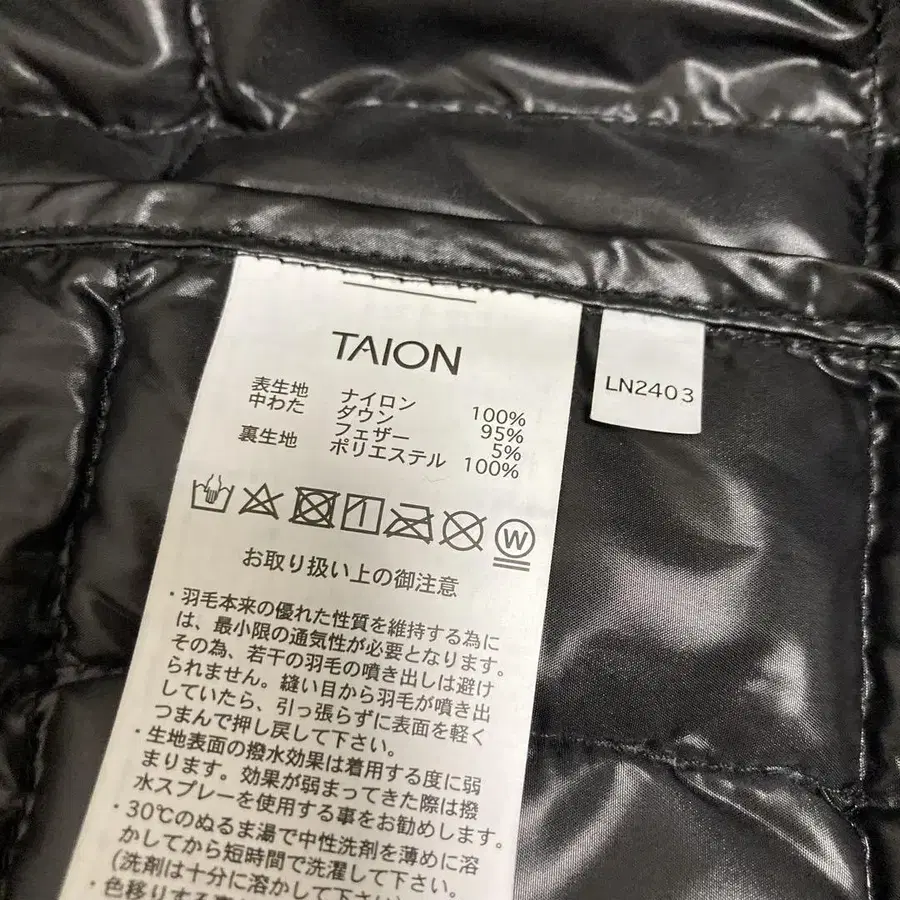 TAION
表生地 ナイロン 100%
中わた ダウン 95%
フェザー 5%
裏生地 ポリエステル 100%
W
お取り扱い上の御注意
・羽毛本来の優れた性質を維持する為に
は、最小限の通気性が必要となります。
その為、若干の羽毛の噴き出しは避け
られません。縫い目から羽毛が噴き出
していたら、引っ張らずに表面を軽く
つまんで押し戻して下さい。
・生地表面の撥水効果は着用する度に弱
まります。効果が弱まってきた際は撥
水スプレーを使用する事をお勧めします。
・30℃のぬるま湯で中性洗剤を薄めに溶
かしてから短時間で洗濯して下さい。
(洗剤は十分に溶かして下さい)
・色移りする
LN2403